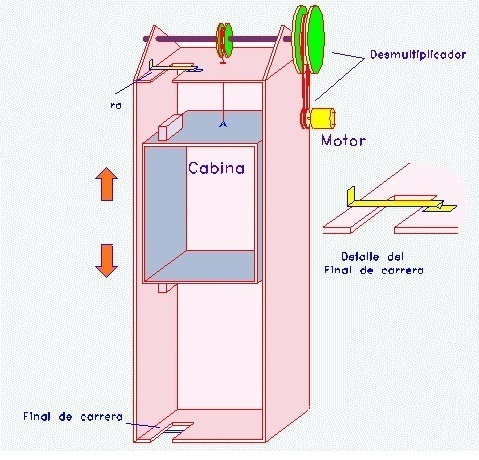 Desmultiplicador
ra
Motor
Cabina
Detalle del
Final de carrera
Final de carrera